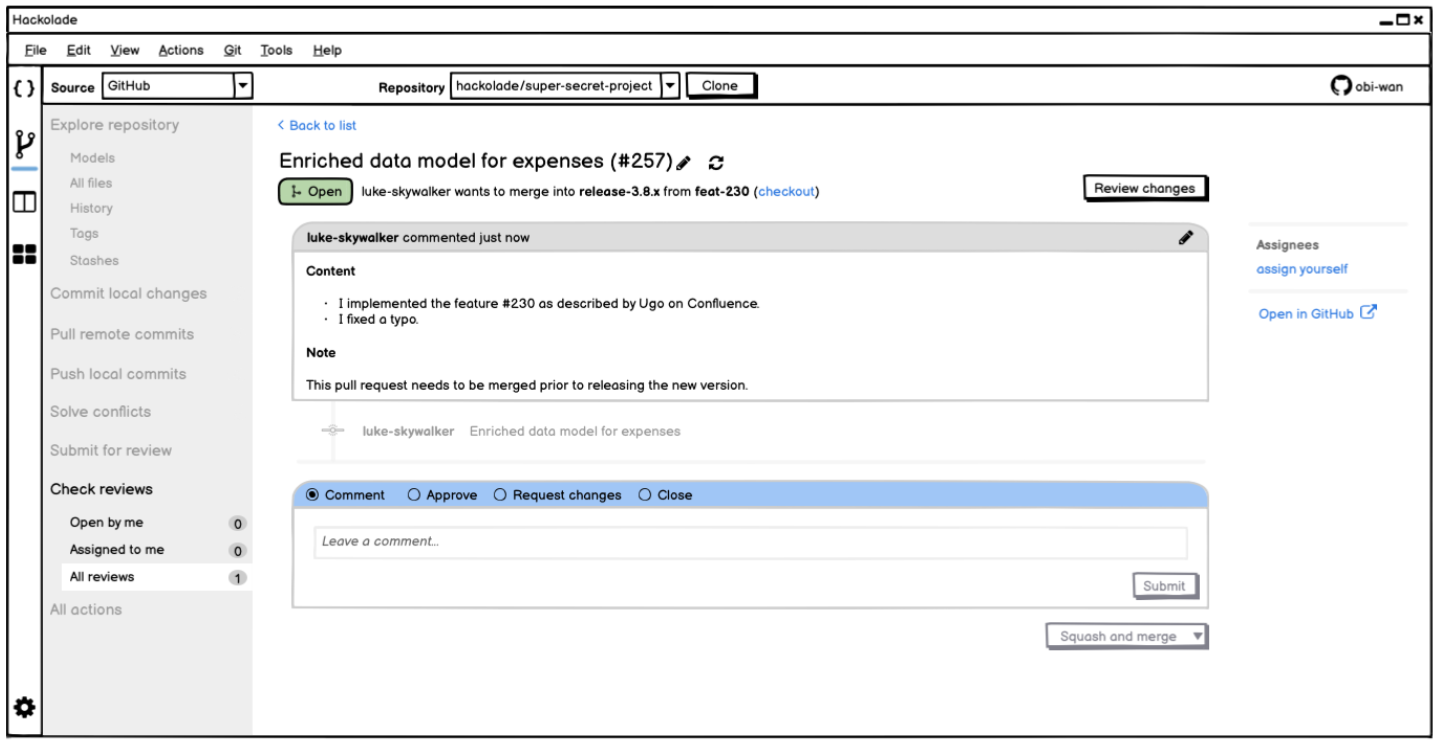 Hackolade
File Edit View Actions Git Tools Help
Source GitHub Repository hackolade/super-secret-project Clone obi-wan
Explore repository
Models
All files
History
Tags
Stashes
Commit local changes
Pull remote commits
Push local commits
Solve conflicts
Submit for review
Check reviews
Open by me 0
Assigned to me 0
All reviews 1
All actions
< Back to list
Enriched data model for expenses (#257)
Open luke-skywalker wants to merge into release-3.8.x from feat-230 (checkout)
Review changes
luke-skywalker commented just now
Content
· I implemented the feature #230 as described by Ugo on Confluence.
· I fixed a typo.
Note
This pull request needs to be merged prior to releasing the new version.
luke-skywalker Enriched data model for expenses
Comment Approve Request changes Close
Leave a comment...
Submit
Squash and merge
Assignees
assign yourself
Open in GitHub